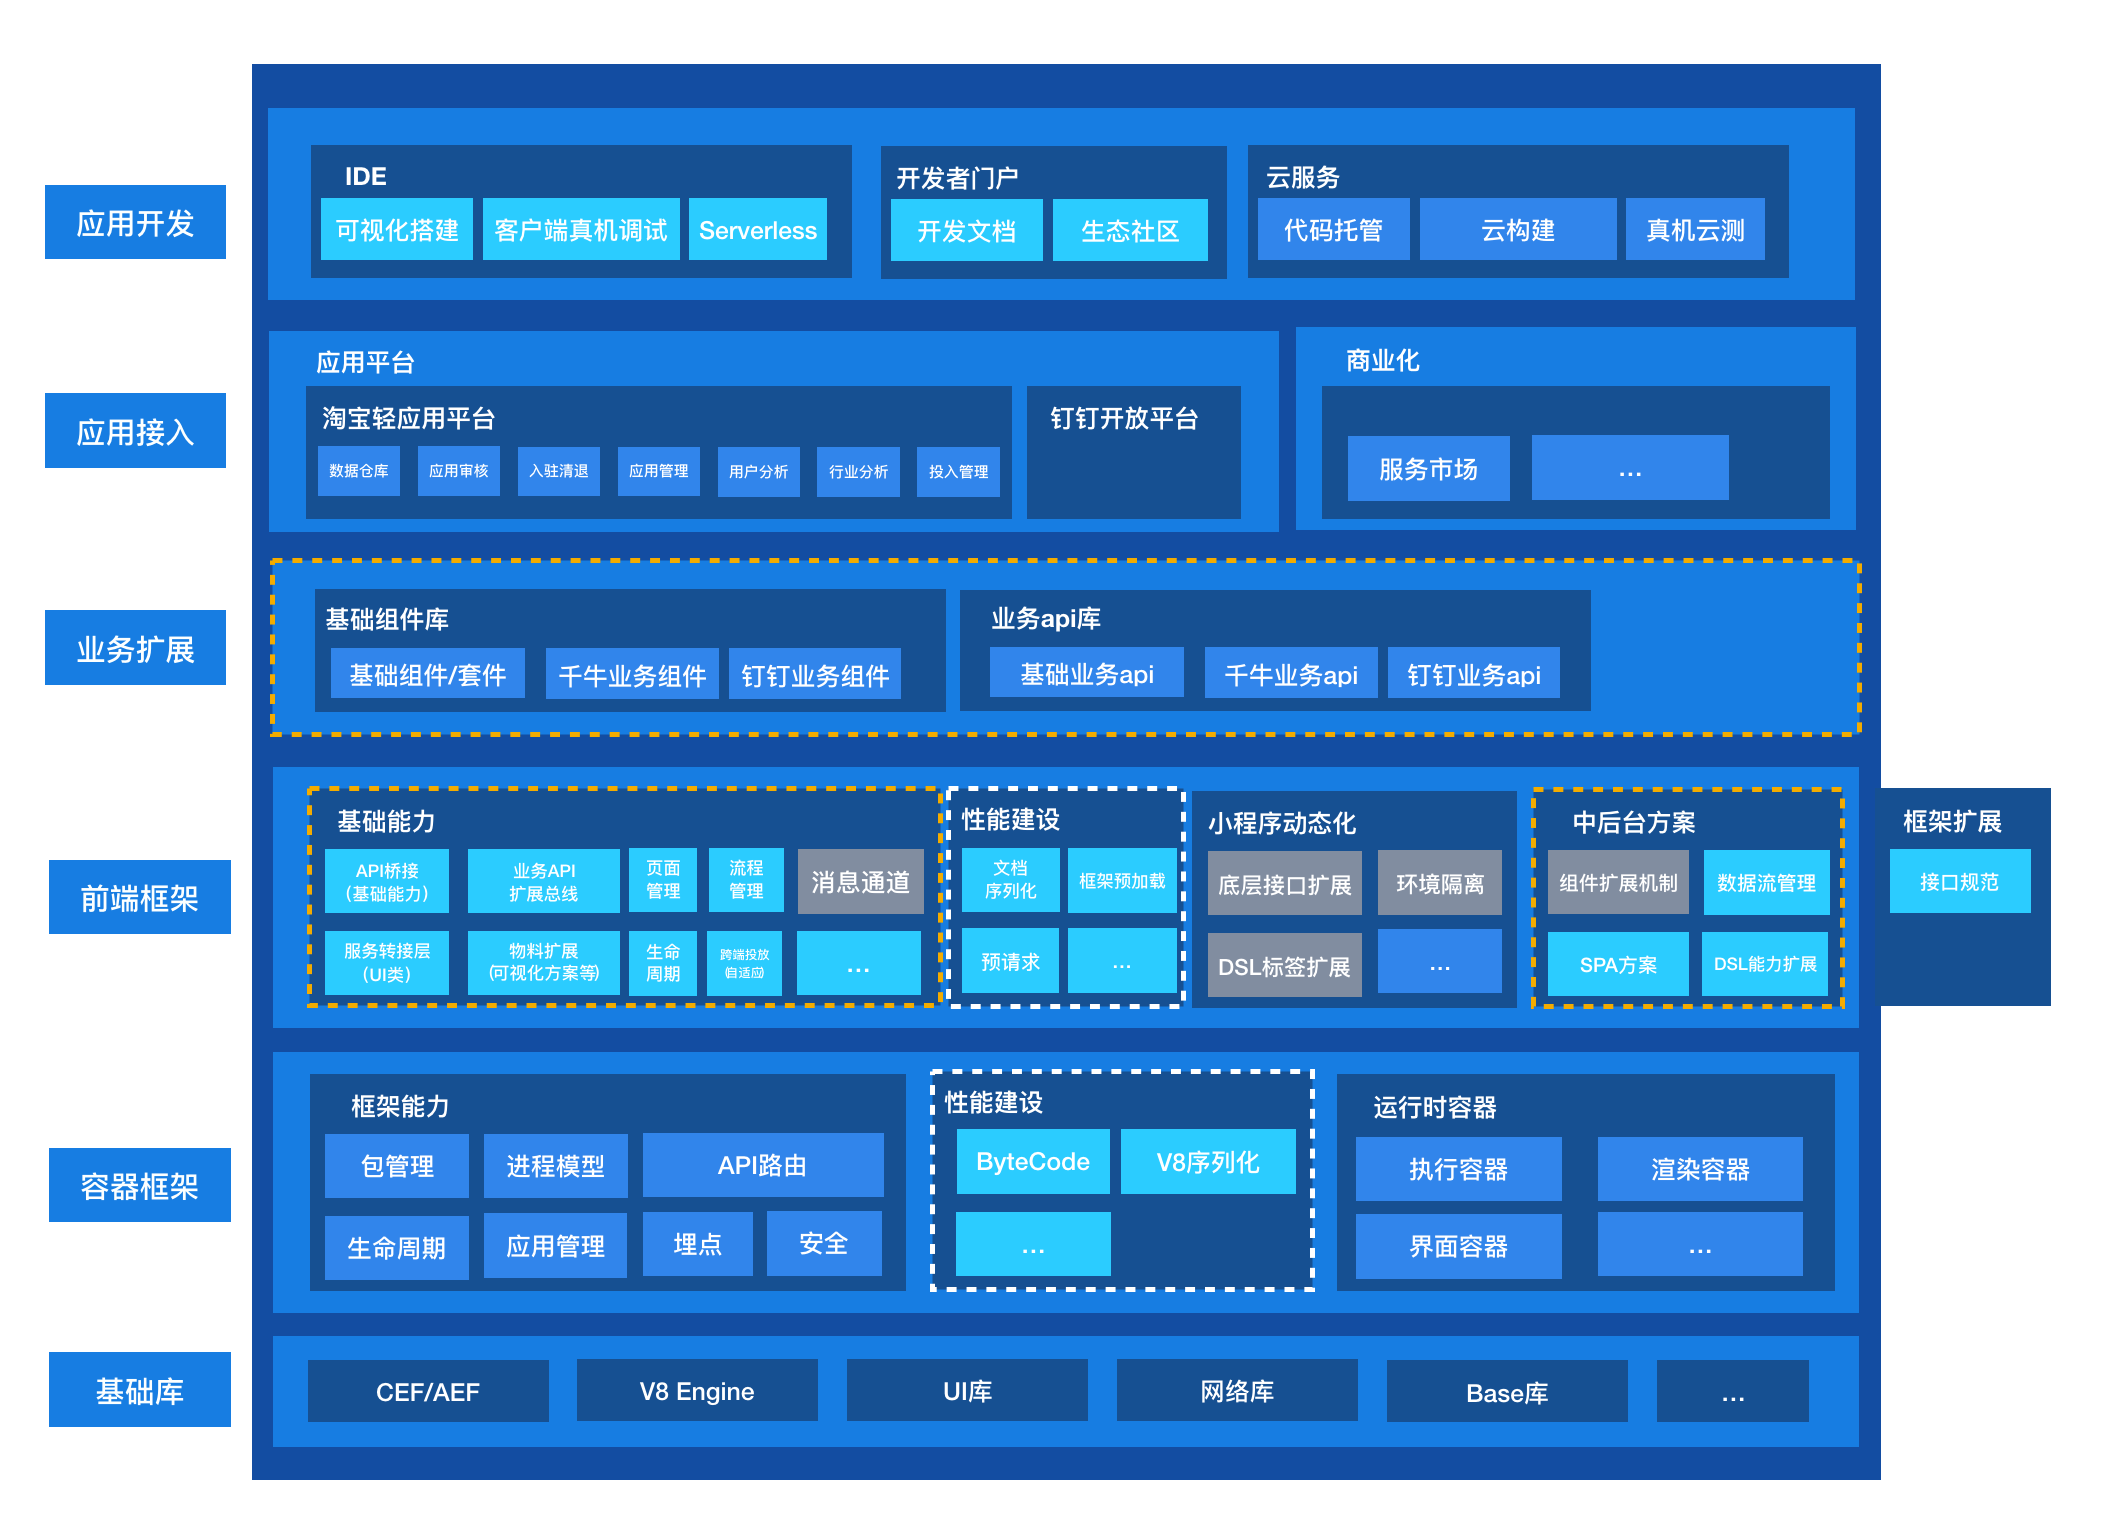 应用开发
IDE
可视化搭建
客户端真机调试
Serverless
开发者门户
开发文档
生态社区
云服务
代码托管
云构建
真机云测
应用接入
应用平台
淘宝轻应用平台
数据仓库
应用审核
入驻清退
应用管理
用户分析
行业分析
投入管理
钉钉开放平台
商业化
服务市场
...
业务扩展
基础组件库
基础组件/套件
千牛业务组件
钉钉业务组件
业务api库
基础业务api
千牛业务api
钉钉业务api
前端框架
基础能力
API桥接
(基础能力)
业务API
扩展总线
页面
管理
流程
管理
消息通道
服务转接层
(UI类)
物料扩展
(可视化方案等)
生命
周期
跨端投放
(自适应)
...
性能建设
文档
序列化
框架预加载
预请求
...
小程序动态化
底层接口扩展
环境隔离
DSL标签扩展
...
中后台方案
组件扩展机制
数据流管理
SPA方案
DSL能力扩展
框架扩展
接口规范
容器框架
框架能力
包管理
进程模型
API路由
生命周期
应用管理
埋点
安全
性能建设
ByteCode
V8序列化
...
运行时容器
执行容器
渲染容器
界面容器
...
基础库
CEF/AEF
V8 Engine
UI库
网络库
Base库
...